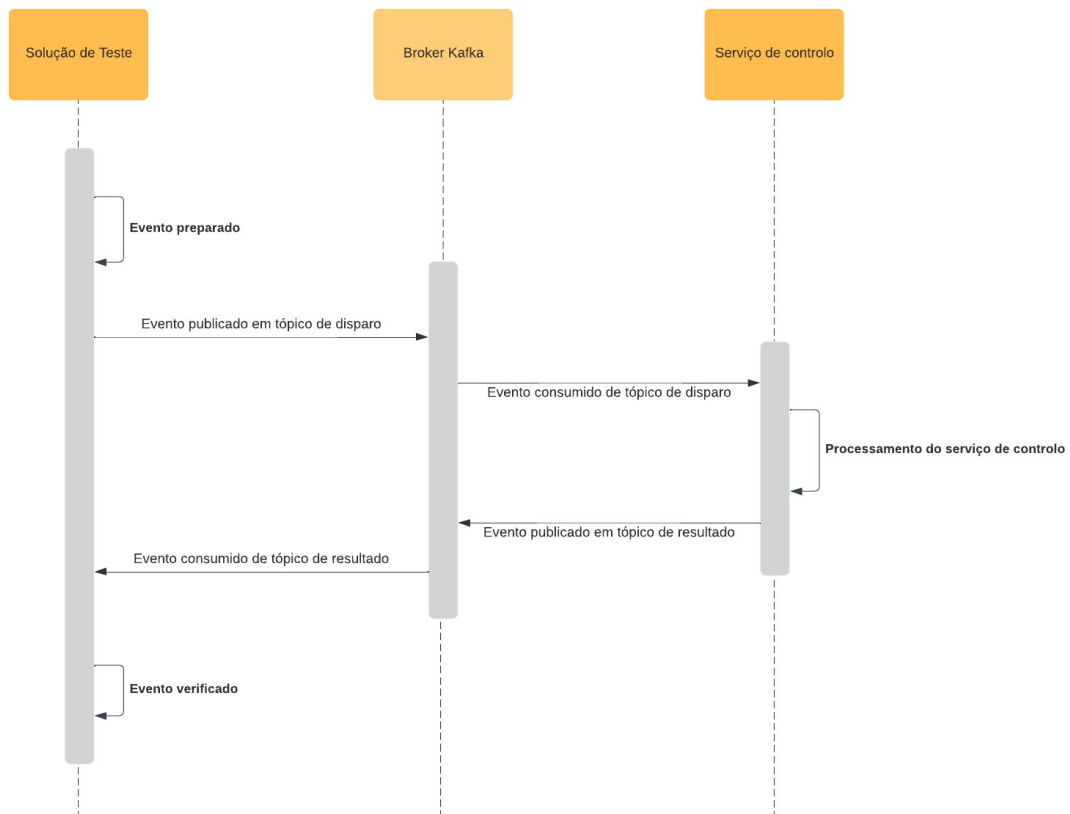 Solução de Teste
Broker Kafka
Serviço de controlo
Evento preparado
Evento publicado em tópico de disparo
Evento consumido de tópico de disparo
Processamento do serviço de controlo
Evento publicado em tópico de resultado
Evento consumido de tópico de resultado
Evento verificado